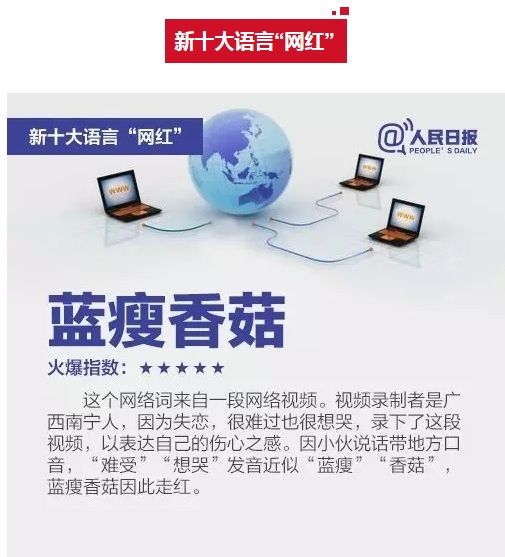 新十大语言“网红”
新十大语言“网红”
@人民日报
PEOPLE'S DAILY
WWW
WWW
WWW
蓝瘦香菇
火爆指数：★★★★★
这个网络词来自一段网络视频。视频录制者是广
西南宁人，因为失恋，很难过也很想哭，录下了这段
视频，以表达自己的伤心之感。因小伙说话带地方口
音，“难受”“想哭”发音近似“蓝瘦”“香菇”，
蓝瘦香菇因此走红。